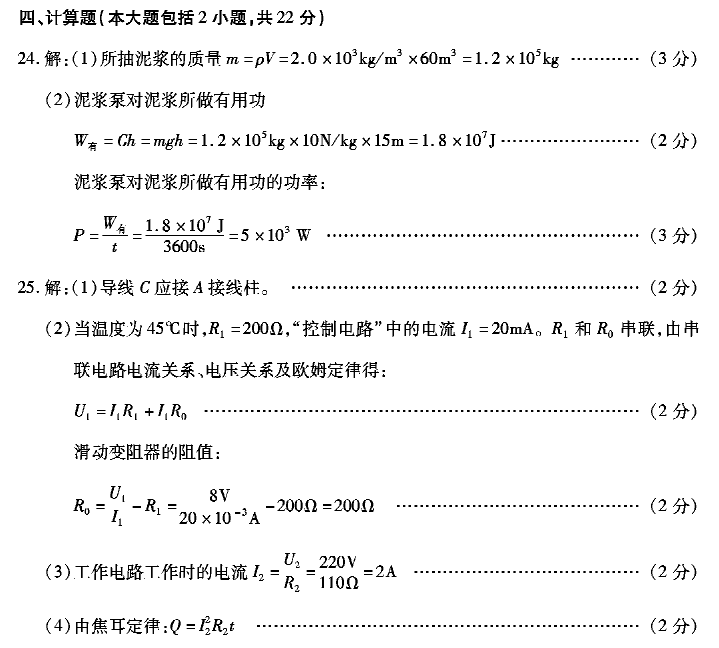 四、计算题(本大题包括2小题,共22分)
24.解:(1)所抽泥浆的质量 m=ρV=2.0×10³kg/m³×60m³=1.2×10⁵kg …………(3分)
(2)泥浆泵对泥浆所做有用功
W有=Gh=mgh=1.2×10⁵kg×10N/kg×15m=1.8×10⁷J……………………(2分)
泥浆泵对泥浆所做有用功的功率:
P=W有/t=1.8×10⁷J/3600s=5×10³ W ……………………………………………(3分)
25.解:(1)导线C应接A接线柱。 …………………………………………………(2分)
(2)当温度为45℃时,R₁=200Ω,“控制电路”中的电流I₁=20mA。R₁和R₀串联,由串
联电路电流关系、电压关系及欧姆定律得:
U₁=I₁R₁+I₁R₀ ………………………………………………………………(2分)
滑动变阻器的阻值:
R₀=U₁/I₁-R₁=8V/20×10⁻³A-200Ω=200Ω …………………………………(2分)
(3)工作电路工作时的电流I₂=U₂/R₂=220V/110Ω=2A ………………………………(2分)
(4)由焦耳定律:Q=I₂²R₂t ………………………………………………………(2分)